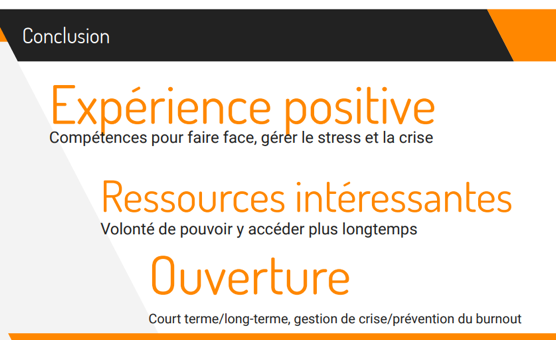 Conclusion
Expérience positive
Compétences pour faire face, gérer le stress et la crise
Ressources intéressantes
Volonté de pouvoir y accéder plus longtemps
Ouverture
Court terme/long-terme, gestion de crise/prévention du burnout